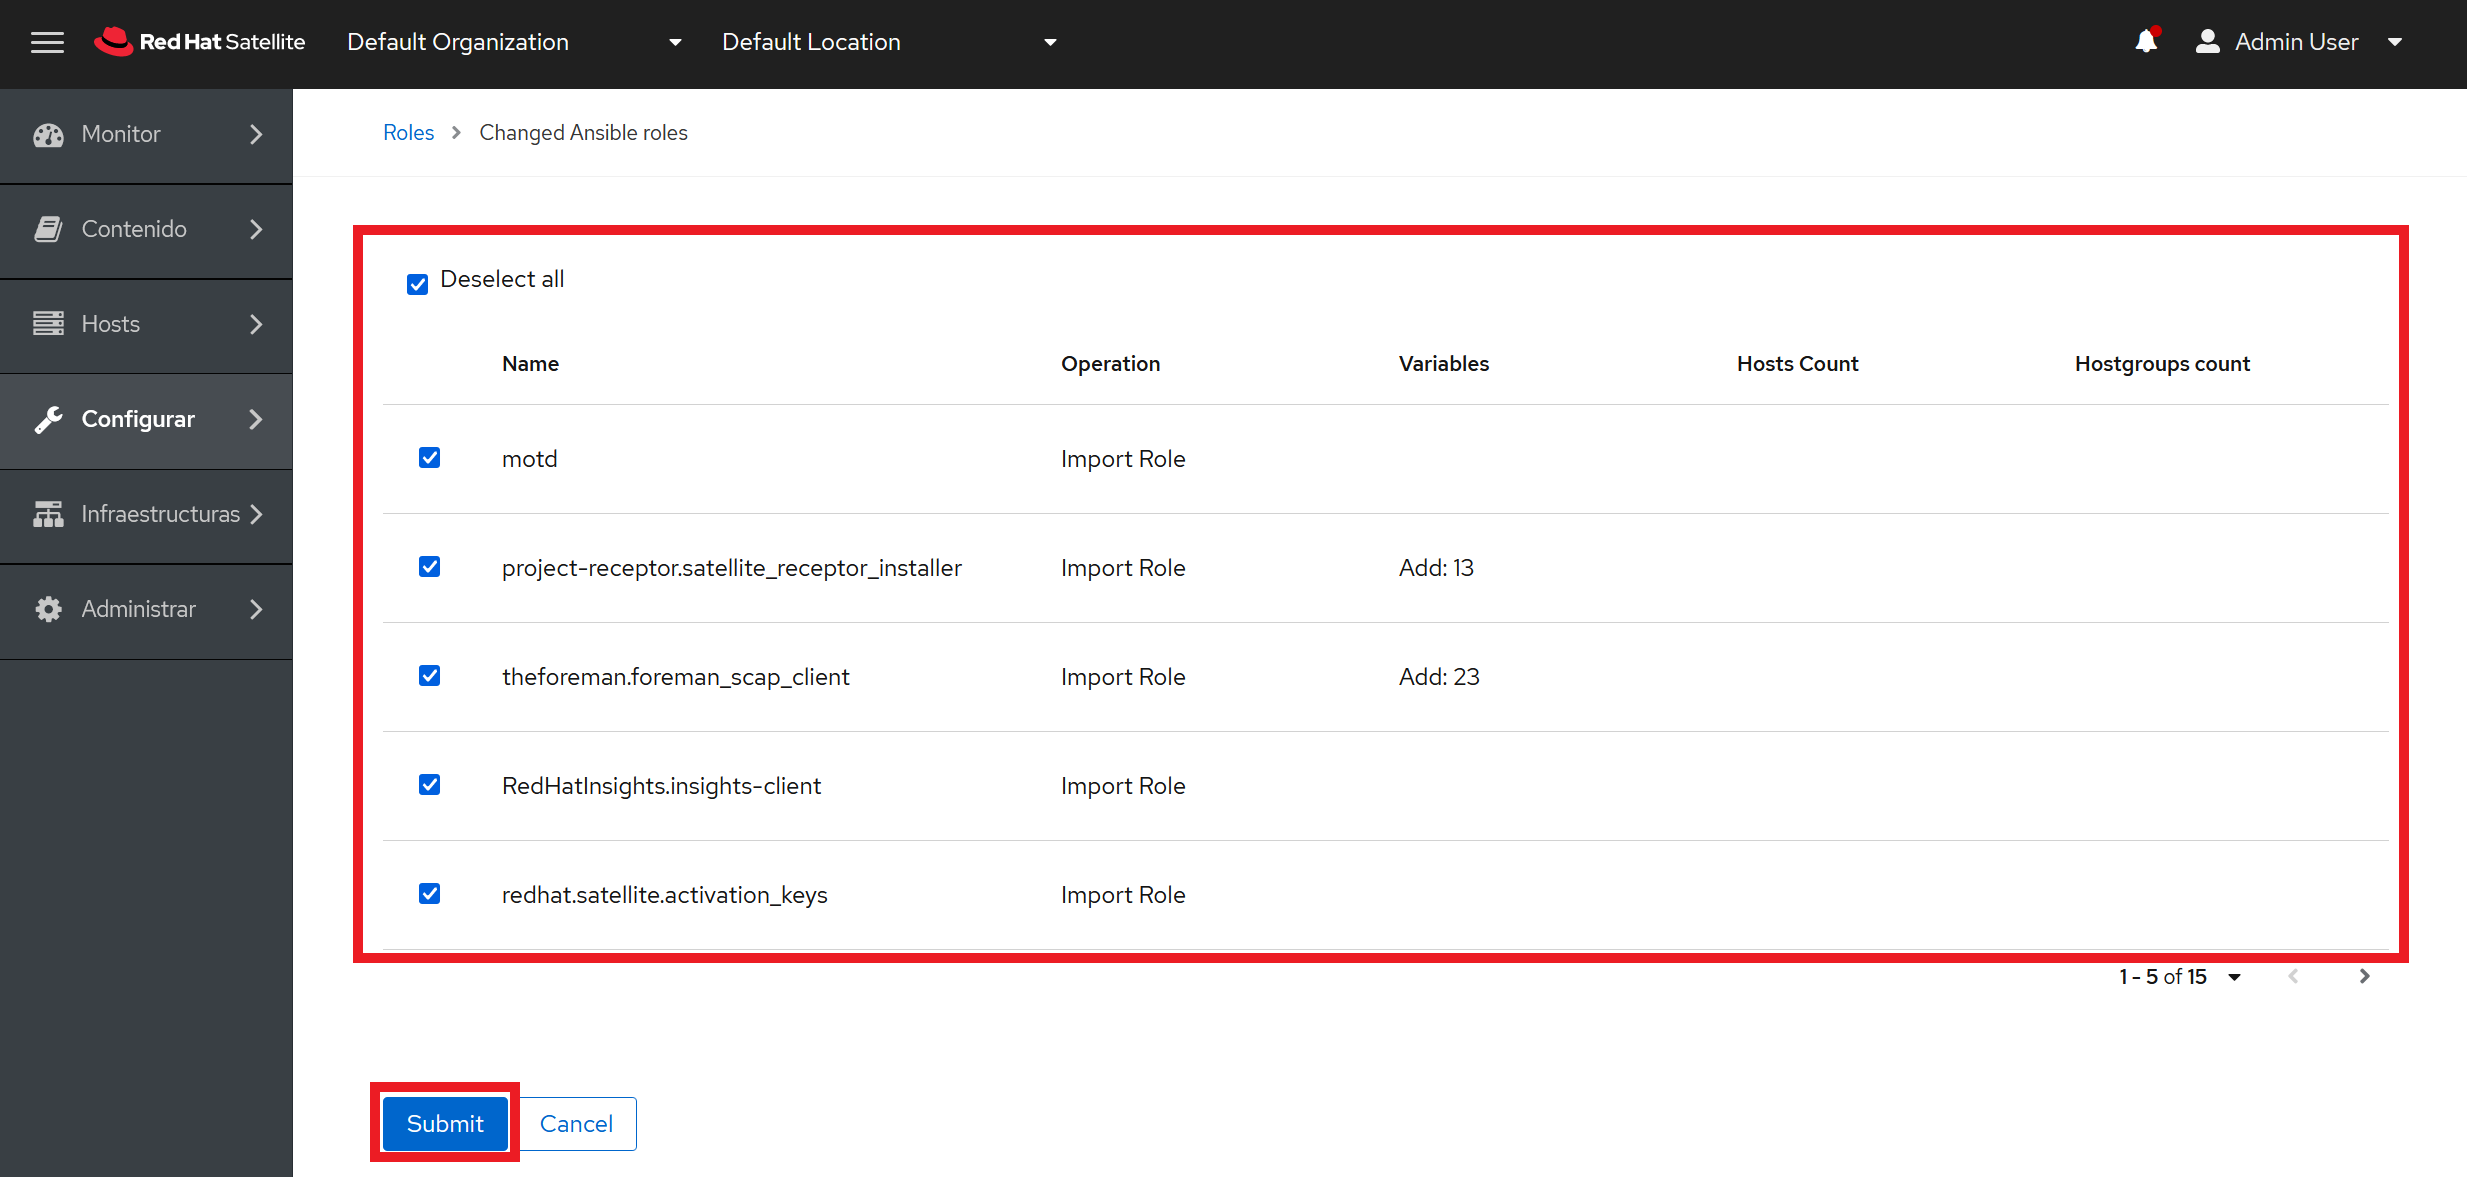 Red Hat Satellite Default Organization Default Location Admin User
Monitor
Contenido
Hosts
Configurar
Infraestructuras
Administrar
Roles Changed Ansible roles
Deselect all
Name Operation Variables Hosts Count Hostgroups count
motd Import Role
project-receptor.satellite_receptor_installer Import Role Add: 13
theforeman.foreman_scap_client Import Role Add: 23
RedHatInsights.insights-client Import Role
redhat.satellite.activation_keys Import Role
1 - 5 of 15
Submit Cancel